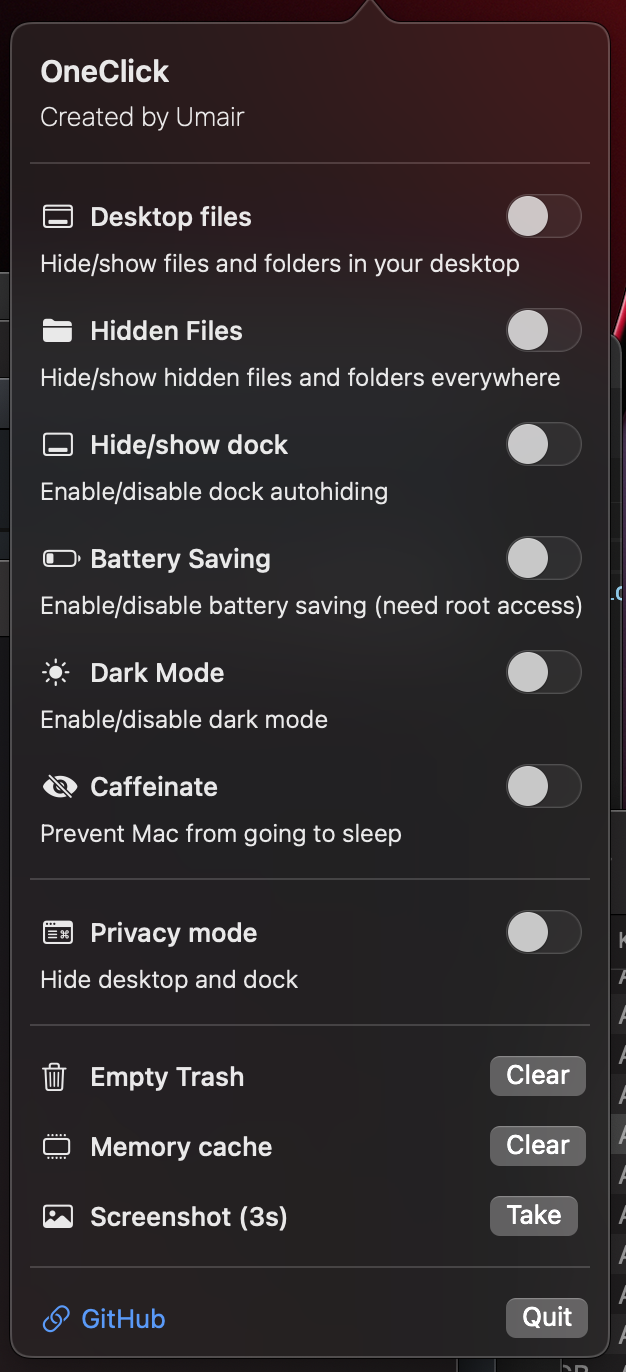 OneClick
Created by Umair
Desktop files
Hide/show files and folders in your desktop
Hidden Files
Hide/show hidden files and folders everywhere
Hide/show dock
Enable/disable dock autohiding
Battery Saving
Enable/disable battery saving (need root access)
Dark Mode
Enable/disable dark mode
Caffeinate
Prevent Mac from going to sleep
Privacy mode
Hide desktop and dock
Empty Trash Clear
Memory cache Clear
Screenshot (3s) Take
GitHub Quit